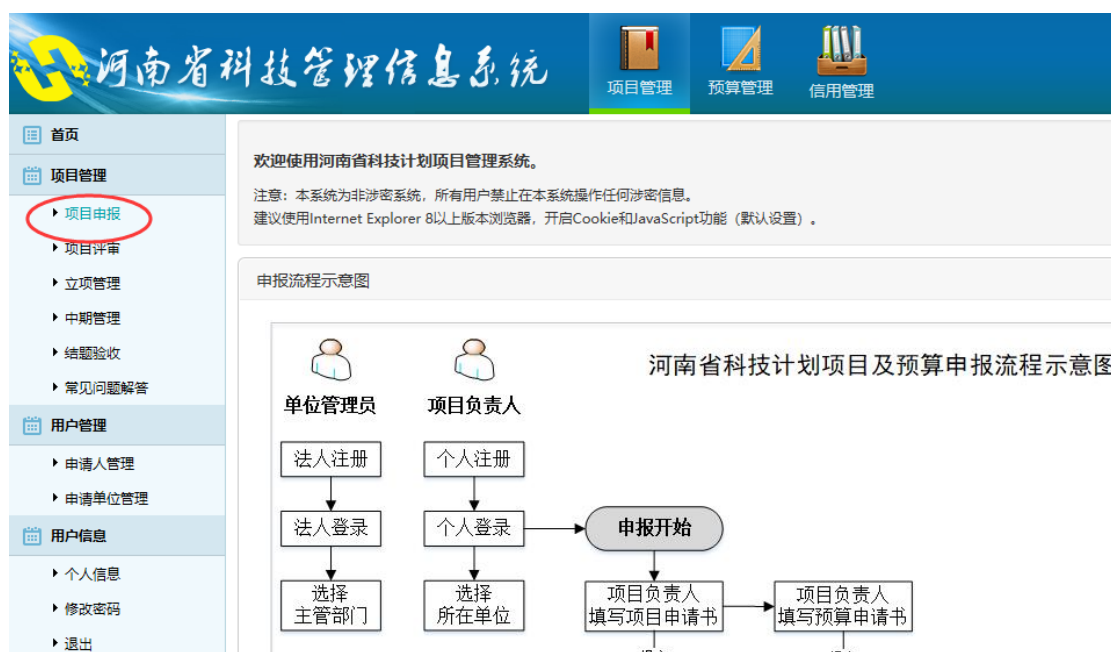 河南省科技管理信息系统
项目管理
预算管理
信用管理
首页
项目管理
项目申报
项目评审
立项管理
中期管理
结题验收
常见问题解答
用户管理
申请人管理
申请单位管理
用户信息
个人信息
修改密码
退出
欢迎使用河南省科技计划项目管理系统。
注意：本系统为非涉密系统，所有用户禁止在本系统操作任何涉密信息。
建议使用Internet Explorer 8以上版本浏览器，开启Cookie和JavaScript功能（默认设置）.
申报流程示意图
河南省科技计划项目及预算申报流程示意图
单位管理员
项目负责人
法人注册
个人注册
法人登录
个人登录
申报开始
选择
主管部门
选择
所在单位
项目负责人
填写项目申请书
项目负责人
填写预算申请书